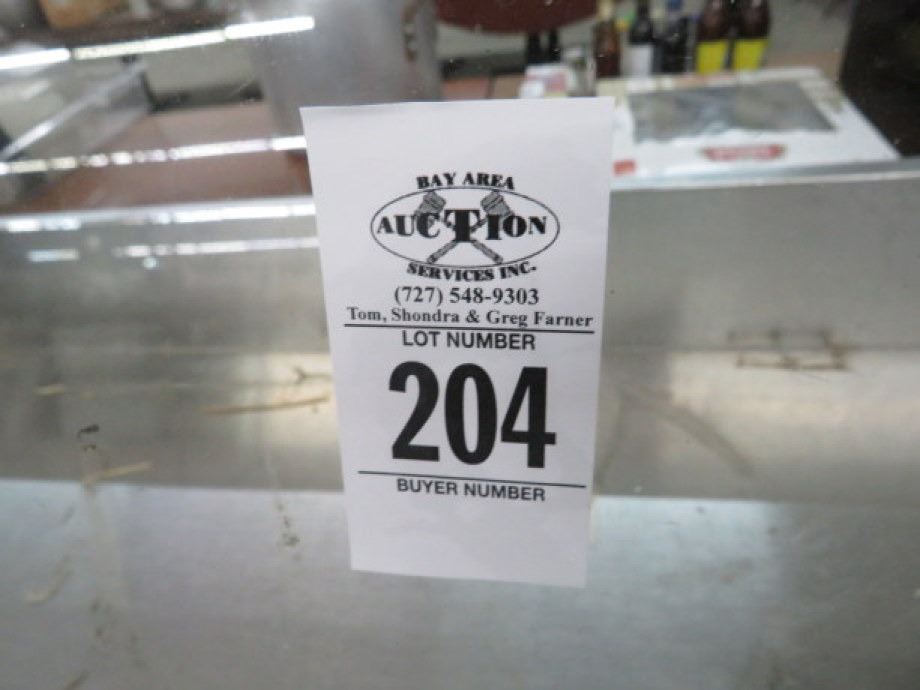 BAY AREA
AUCTION
SERVICES INC.
(727) 548-9303
Tom, Shondra & Greg Farner
LOT NUMBER
204
BUYER NUMBER